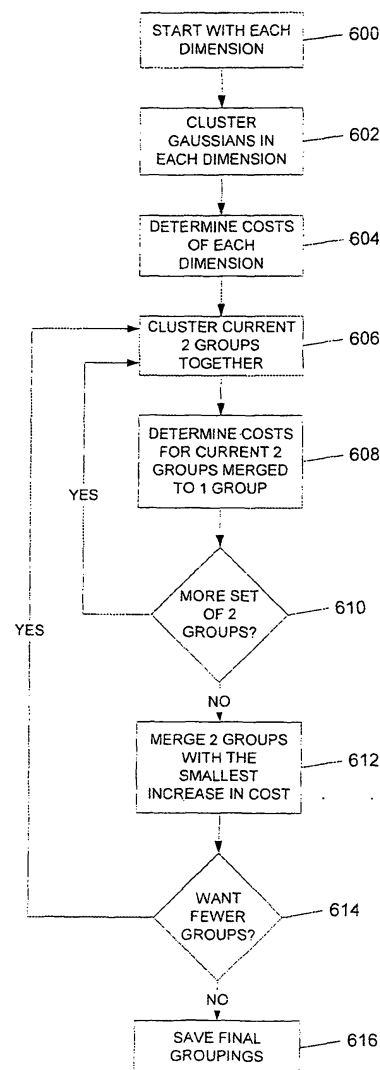 START WITH EACH
DIMENSION
600
CLUSTER
GAUSSIANS IN
EACH DIMENSION
602
DETERMINE COSTS
OF EACH
DIMENSION
604
CLUSTER CURRENT
2 GROUPS
TOGETHER
606
DETERMINE COSTS
FOR CURRENT 2
GROUPS MERGED
TO 1 GROUP
608
YES
MORE SET
OF 2
GROUPS?
610
YES
NO
MERGE 2 GROUPS
WITH THE
SMALLEST
INCREASE IN COST
612
WANT
FEWER
GROUPS?
614
NO
SAVE FINAL
GROUPINGS
616